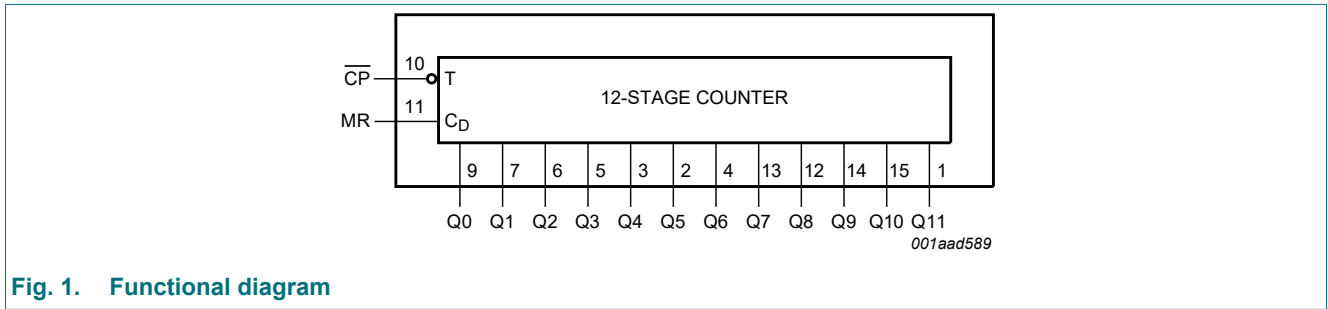 10
C̅P̅ T
12-STAGE COUNTER
11
MR CD
9 7 6 5 3 2 4 13 12 14 15 1
Q0 Q1 Q2 Q3 Q4 Q5 Q6 Q7 Q8 Q9 Q10 Q11
001aad589
Fig. 1. Functional diagram